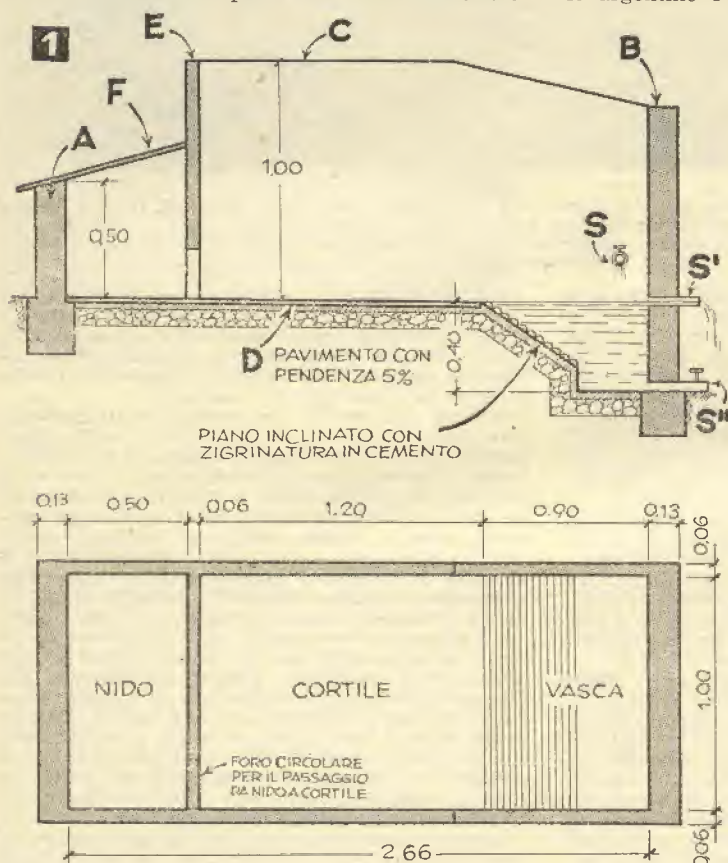 1
E
C
B
F
A
1,00
0,50
S
S'
D PAVIMENTO CON
PENDENZA 5%
0,40
S"
PIANO INCLINATO CON
ZIGRINATURA IN CEMENTO
0,13 0,50 0,06 1,20 0,90 0,13
0,06
NIDO CORTILE VASCA
1,00
FORO CIRCOLARE
PER IL PASSAGGIO
DA NIDO A CORTILE
2,66
0,06